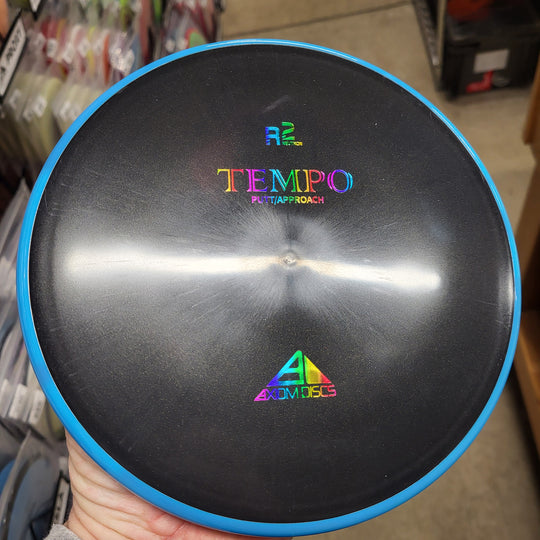 R2
NEUTRON
TEMPO
PUTT/APPROACH
AXIOM DISCS